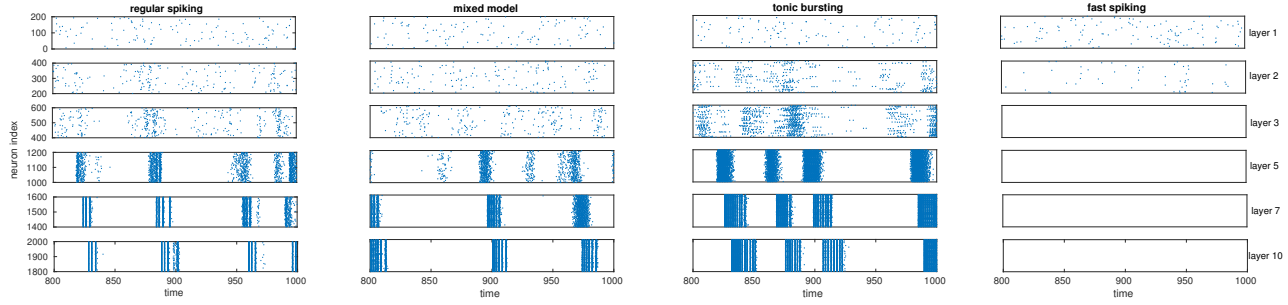 regular spiking
mixed model
tonic bursting
fast spiking
200
100
0
layer 1
400
300
200
layer 2
600
500
400
layer 3
neuron index
1200
1100
1000
layer 5
1600
1500
1400
layer 7
2000
1900
1800
layer 10
800 850 900 950 1000
800 850 900 950 1000
800 850 900 950 1000
800 850 900 950 1000
time
time
time
time